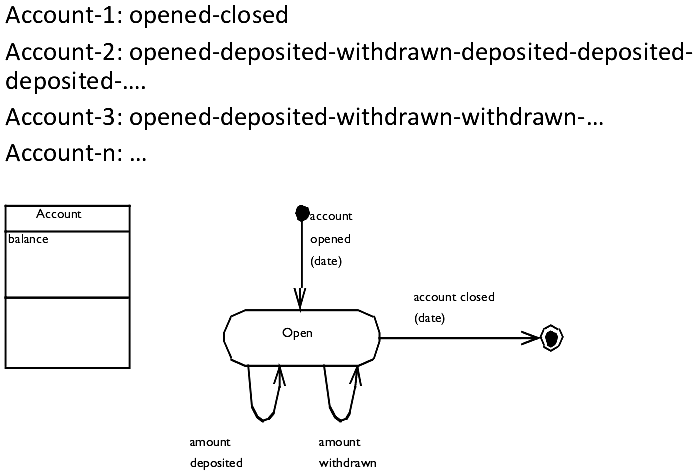 Account-1: opened-closed
Account-2: opened-deposited-withdrawn-deposited-deposited-
deposited-....
Account-3: opened-deposited-withdrawn-withdrawn-...
Account-n: ...
Account
balance
account
opened
(date)
account closed
(date)
Open
amount
deposited
amount
withdrawn